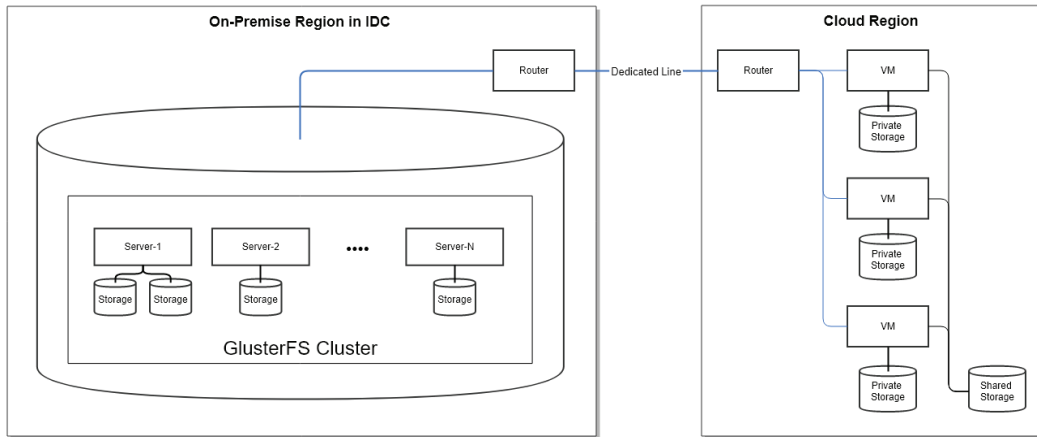 On-Premise Region in IDC
Cloud Region
Router
Dedicated Line
Router
VM
Private
Storage
VM
Private
Storage
VM
Private
Storage
Shared
Storage
Server-1
Server-2
••••
Server-N
Storage
Storage
Storage
Storage
GlusterFS Cluster